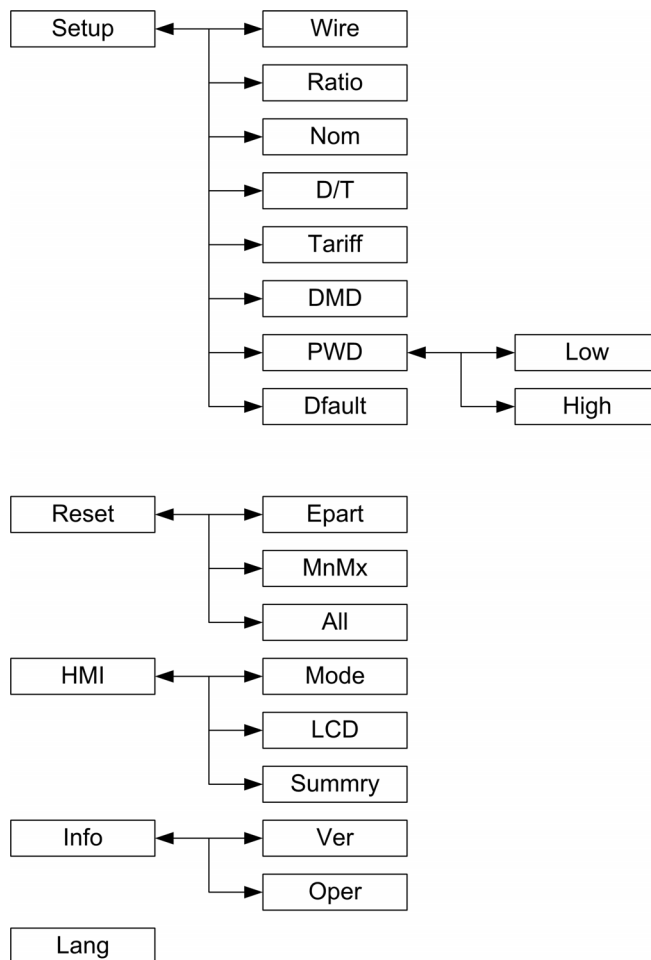 Setup
Wire
Ratio
Nom
D/T
Tariff
DMD
PWD
Low
Dfault
High
Reset
Epart
MnMx
All
HMI
Mode
LCD
Summry
Info
Ver
Oper
Lang